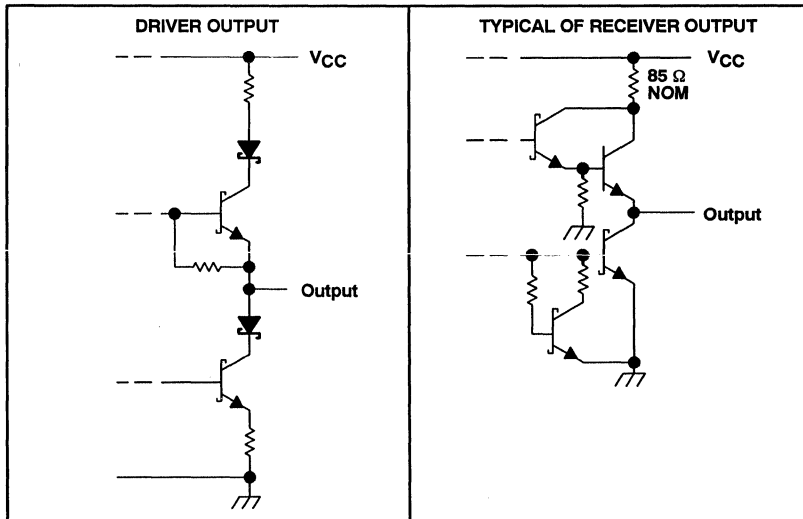 DRIVER OUTPUT
VCC
Output
TYPICAL OF RECEIVER OUTPUT
VCC
85 Ω
NOM
Output